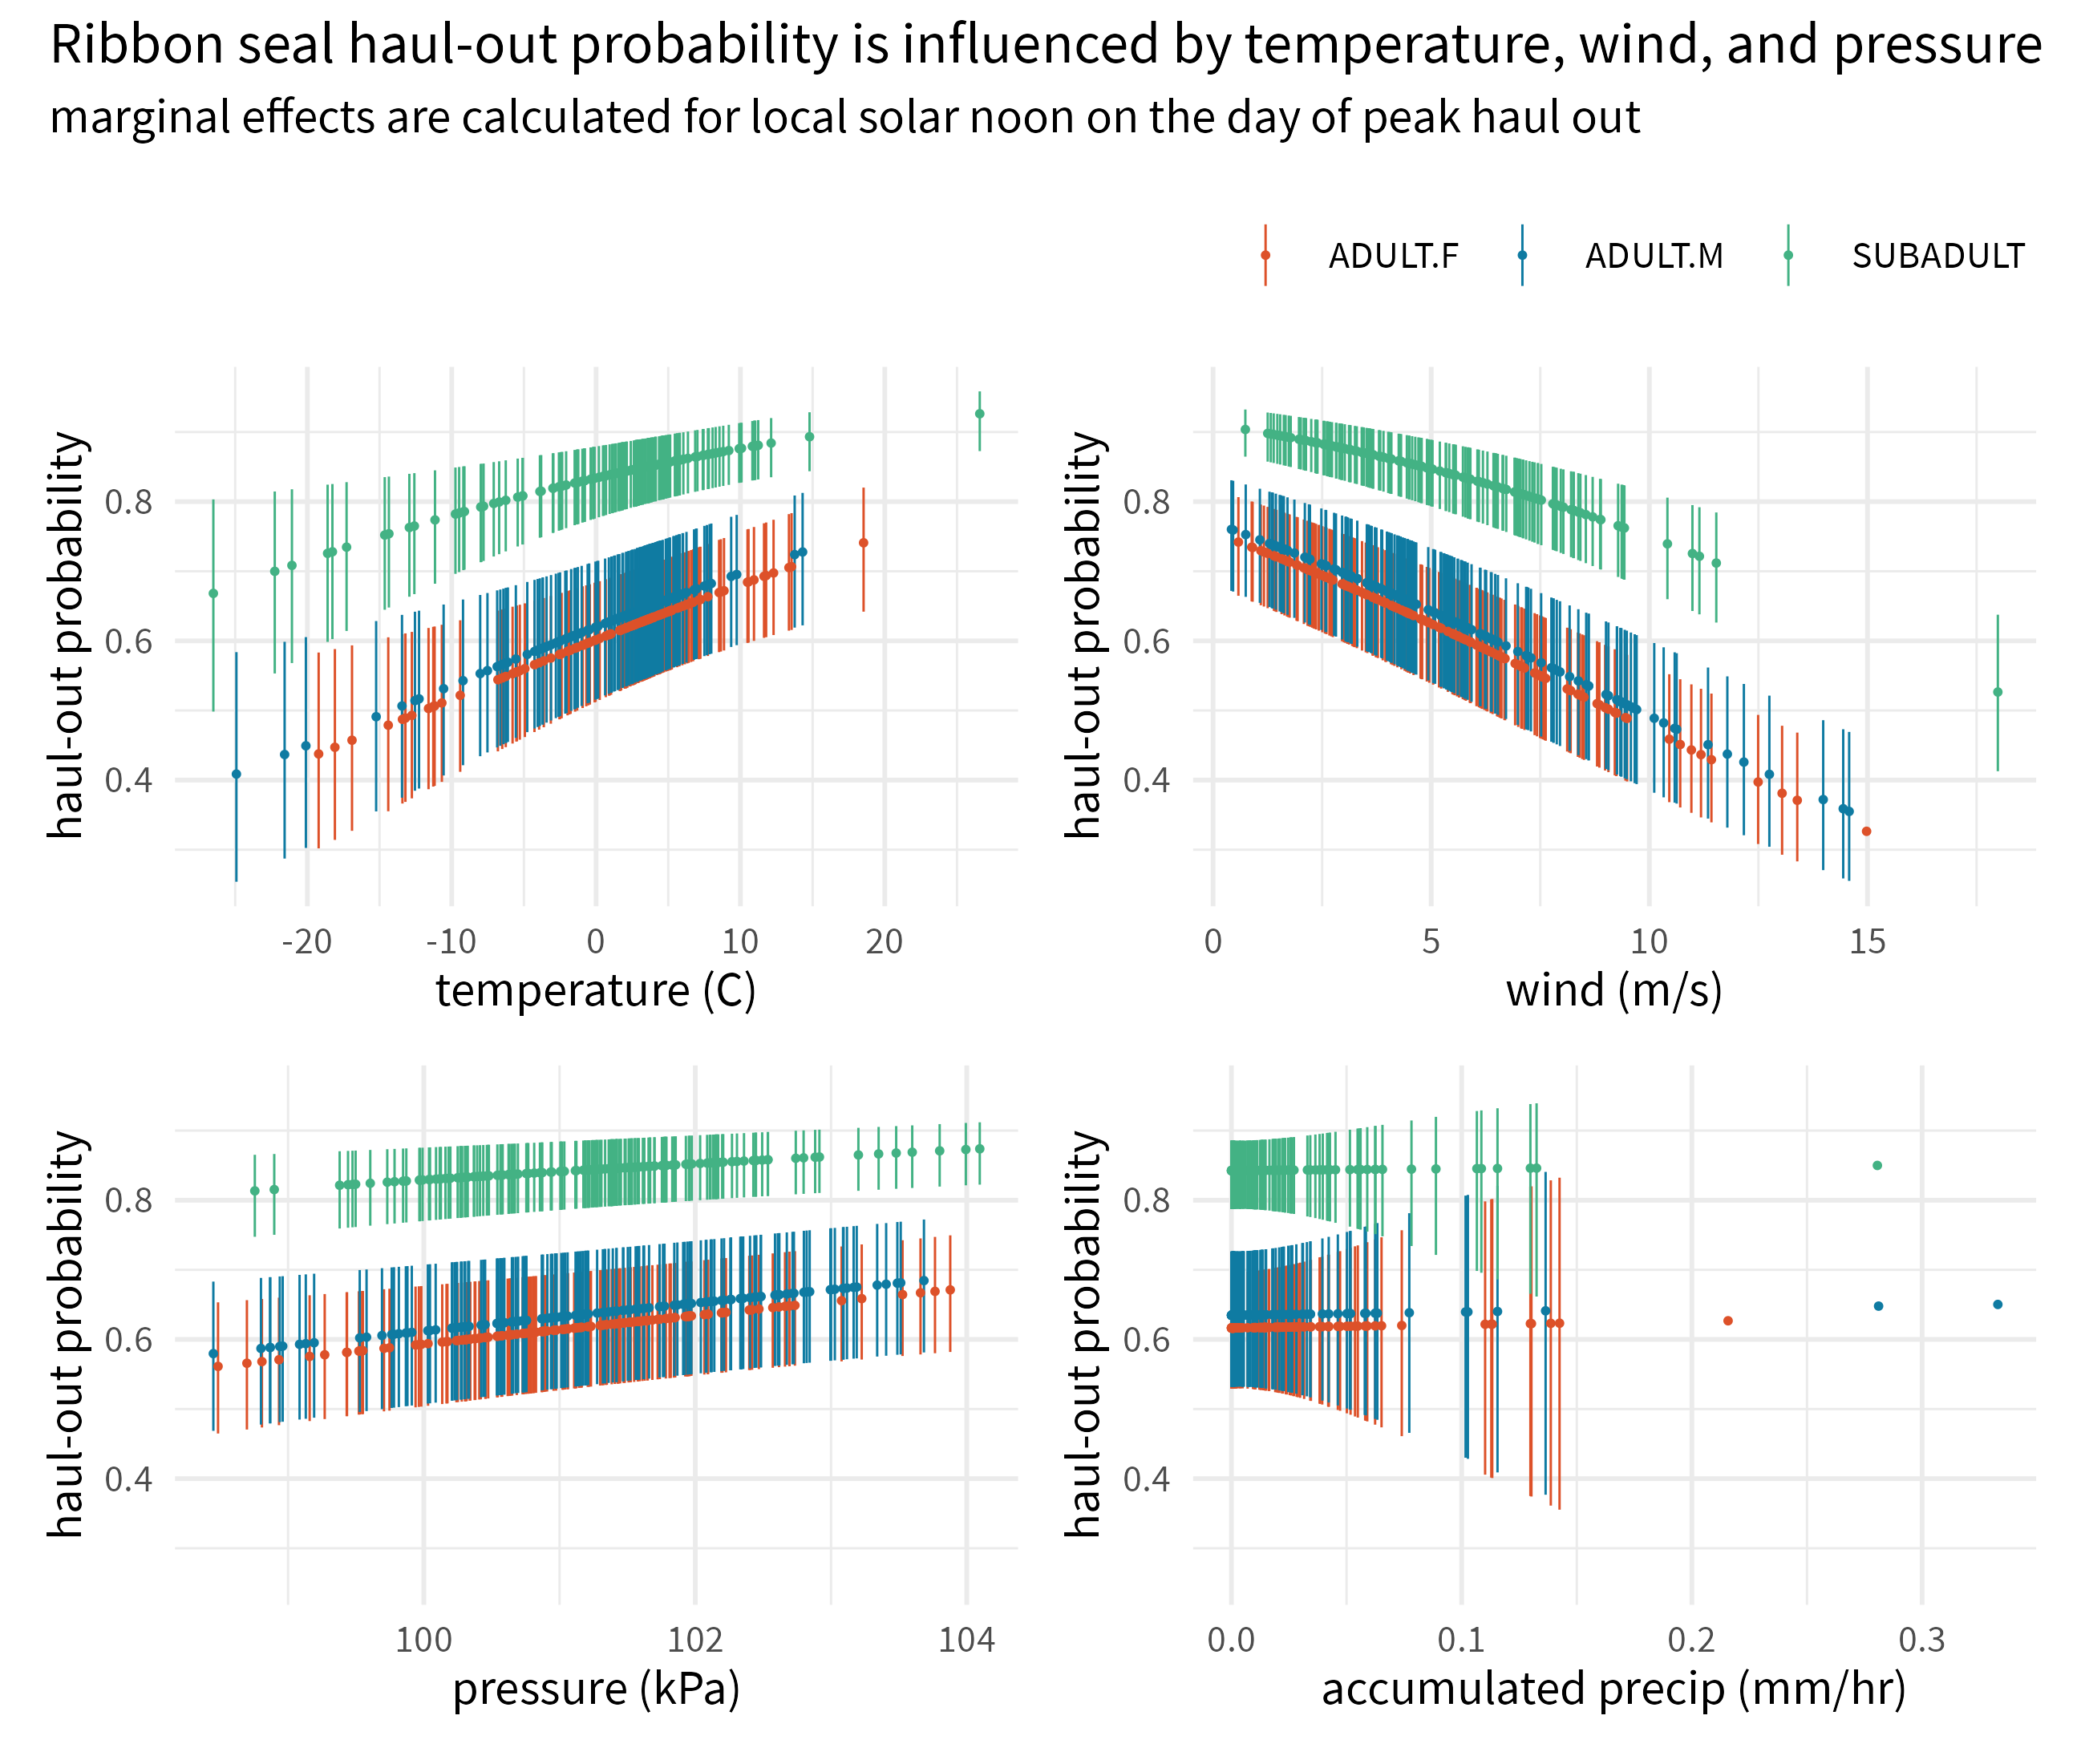 Ribbon seal haul-out probability is influenced by temperature, wind, and pressure
marginal effects are calculated for local solar noon on the day of peak haul out
ADULT.F ADULT.M SUBADULT
haul-out probability
0.8
0.6
0.4
-20 -10 0 10 20
temperature (C)
haul-out probability
0.8
0.6
0.4
0 5 10 15
wind (m/s)
haul-out probability
0.8
0.6
0.4
100 102 104
pressure (kPa)
haul-out probability
0.8
0.6
0.4
0.0 0.1 0.2 0.3
accumulated precip (mm/hr)